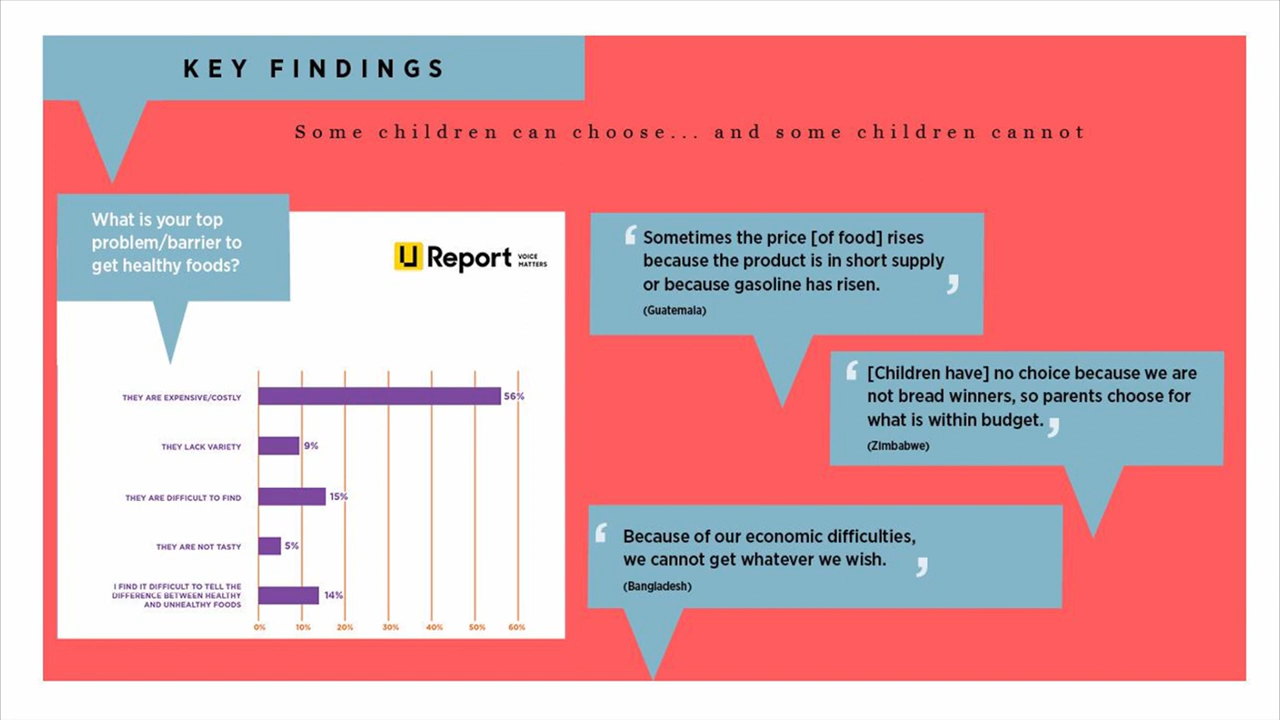 KEY FINDINGS
Some children can choose... and some children cannot
What is your top
problem/barrier to
get healthy foods?
U Report VOICE
MATTERS
THEY ARE EXPENSIVE/COSTLY 56%
THEY LACK VARIETY 9%
THEY ARE DIFFICULT TO FIND 15%
THEY ARE NOT TASTY 5%
I FIND IT DIFFICULT TO TELL THE
DIFFERENCE BETWEEN HEALTHY 14%
AND UNHEALTHY FOODS
0% 10% 20% 30% 40% 50% 60%
‘ Sometimes the price [of food] rises
because the product is in short supply
or because gasoline has risen. ’
(Guatemala)
‘ [Children have] no choice because we are
not bread winners, so parents choose for
what is within budget. ’
(Zimbabwe)
‘ Because of our economic difficulties,
we cannot get whatever we wish. ’
(Bangladesh)